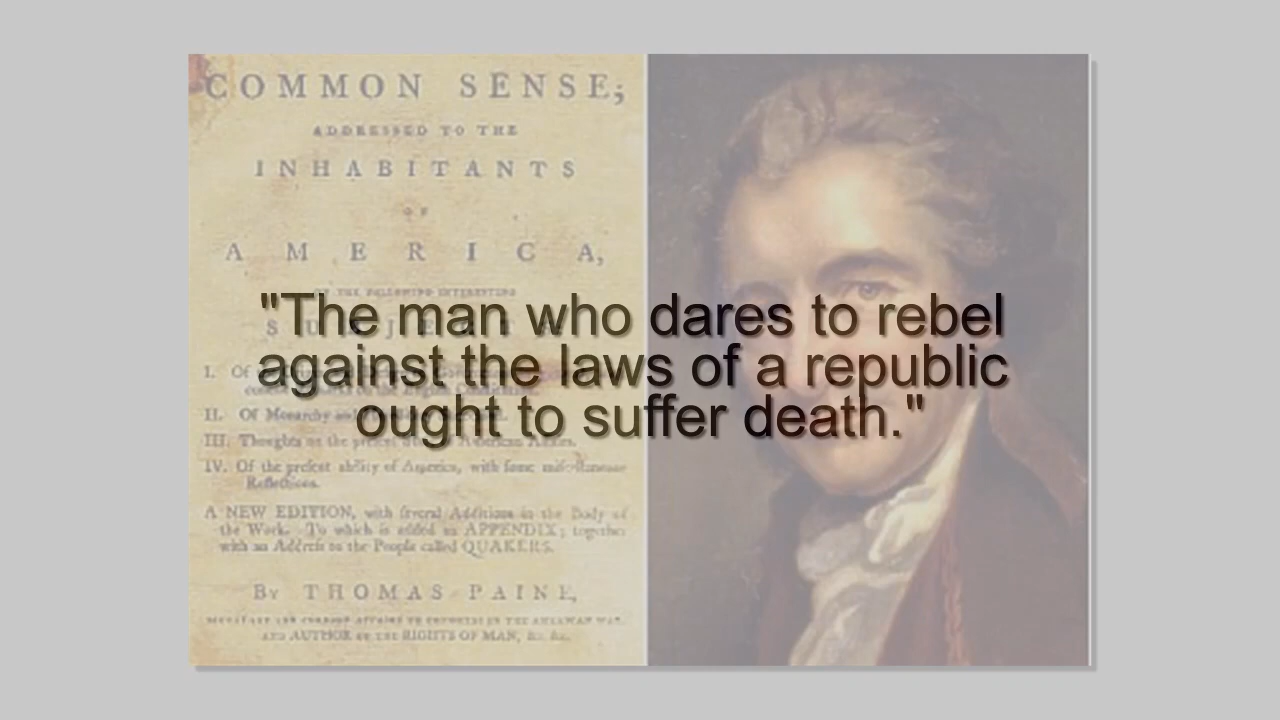 COMMON SENSE;
ADDRESSED TO THE
INHABITANTS
OF
AMERICA,
"The man who dares to rebel
against the laws of a republic
ought to suffer death."
I. Of
II. Of Monarchy and
III. Thoughts on the present American Affairs.
IV. Of the preſent ability of America, with ſome miſcellaneous
Reflections.
A NEW EDITION, with ſeveral Additions in the Body of
the Work. To which is added an APPENDIX; together
with an Addreſs to the People called QUAKERS.
By THOMAS PAINE,
AND AUTHOR OF THE RIGHTS OF MAN, &c. &c.